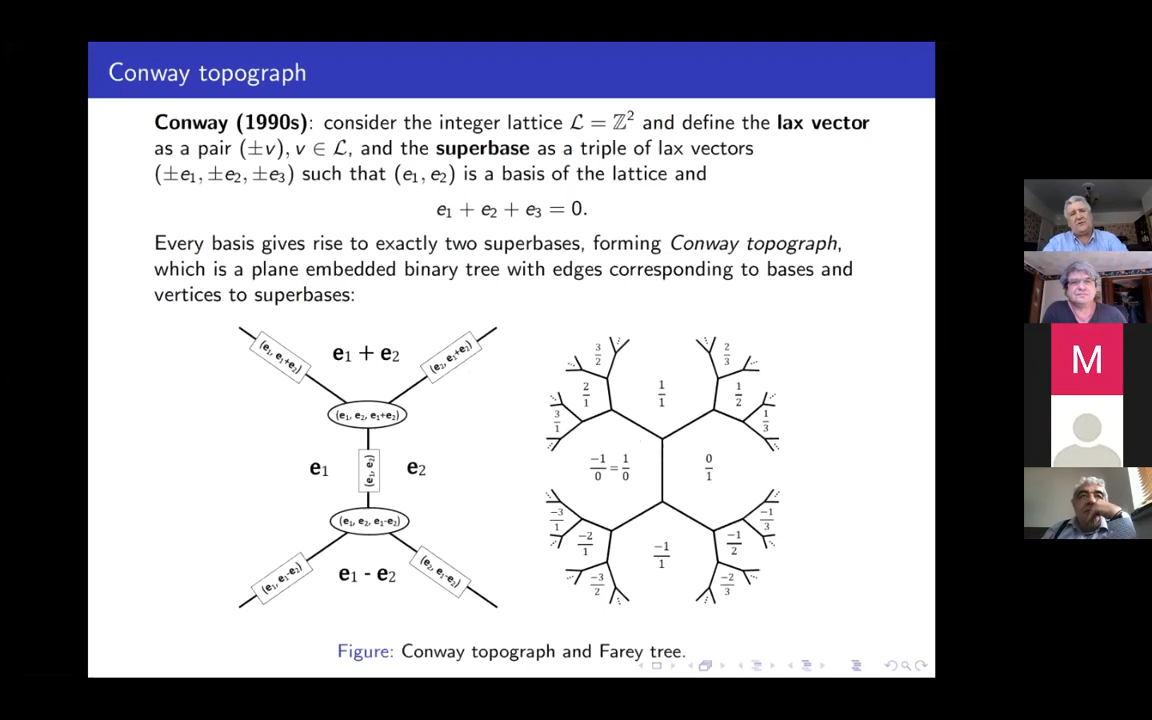 Conway topograph
Conway (1990s): consider the integer lattice ℒ = ℤ² and define the lax vector
as a pair (±v), v ∈ ℒ, and the superbase as a triple of lax vectors
(±e₁, ±e₂, ±e₃) such that (e₁, e₂) is a basis of the lattice and
e₁ + e₂ + e₃ = 0.
Every basis gives rise to exactly two superbases, forming Conway topograph,
which is a plane embedded binary tree with edges corresponding to bases and
vertices to superbases:
(e₁, e₁+e₂)
e₁ + e₂
(e₂, e₁+e₂)
(e₁, e₂, e₁+e₂)
e₁
(e₁, e₂)
e₂
(e₁, e₂, e₁-e₂)
(e₁, e₁-e₂)
e₁ - e₂
(e₂, e₁-e₂)
3/2
2/3
2/1
1/1
1/2
3/1
1/3
-1/0 = 1/0
0/1
-3/1
-1/3
-2/1
-1/1
-1/2
-3/2
-2/3
Figure: Conway topograph and Farey tree.
M